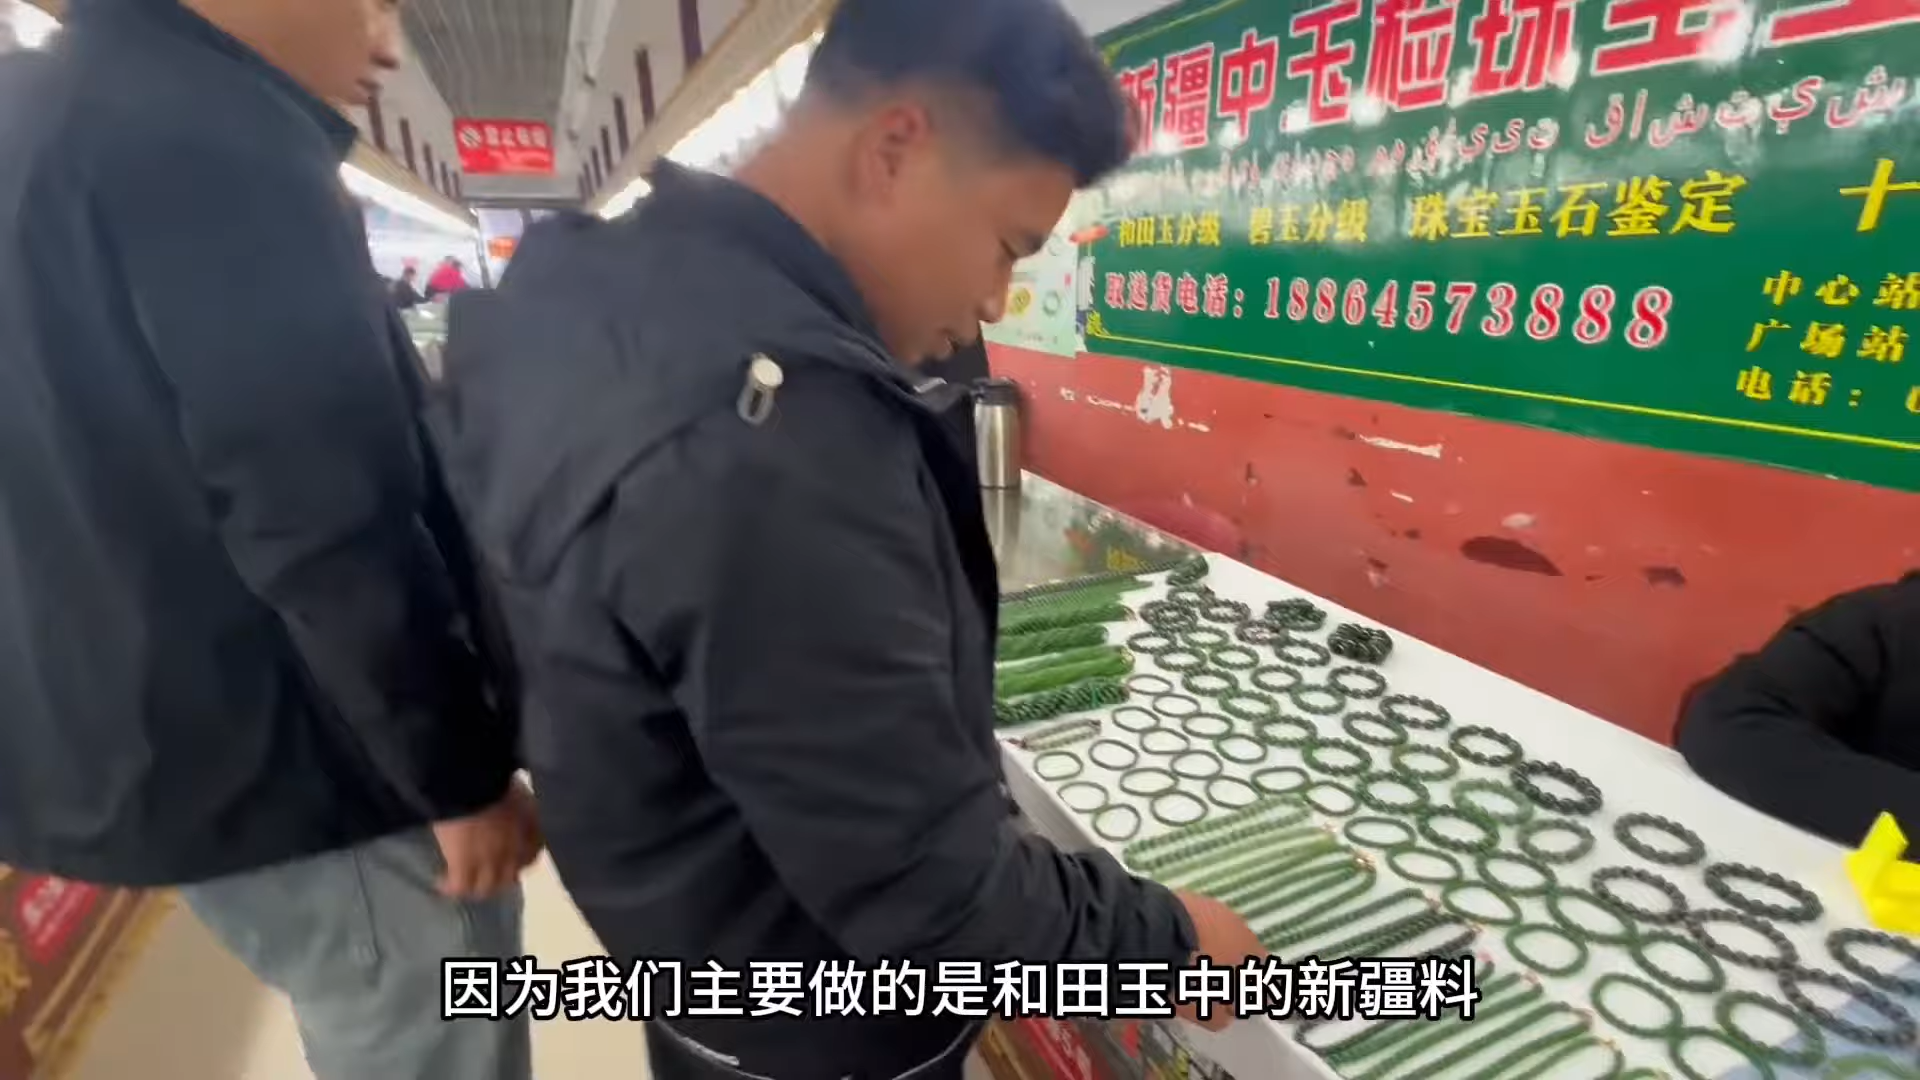 新疆中玉检珠宝玉
和田玉分级 碧玉分级 珠宝玉石鉴定 十
取送货电话：18864573888
中心站
广场站
电话：
因为我们主要做的是和田玉中的新疆料